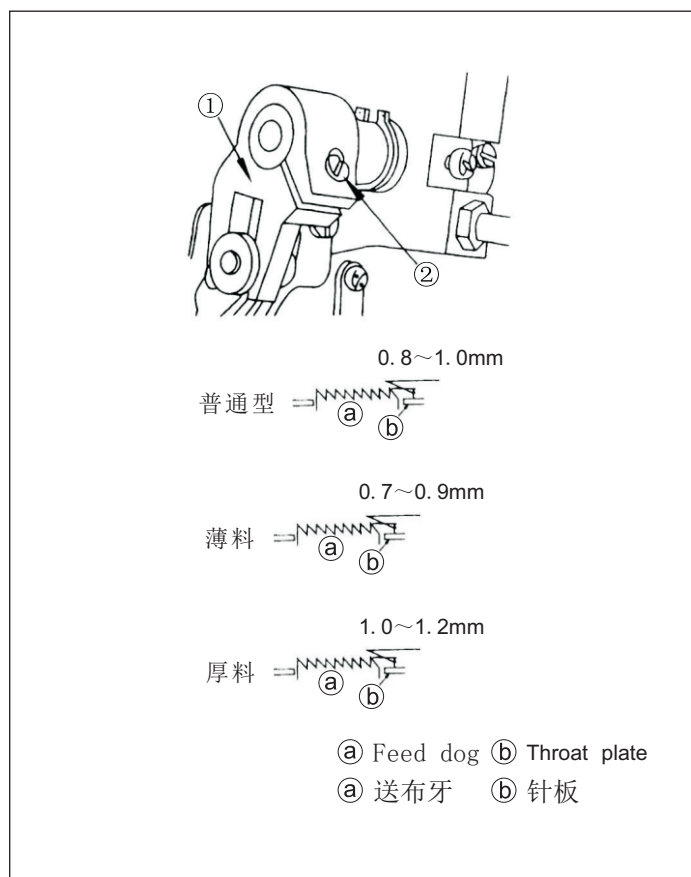 ①
②
0.8～1.0mm
普通型
ⓐ
ⓑ
0.7～0.9mm
薄料
ⓐ
ⓑ
1.0～1.2mm
厚料
ⓐ
ⓑ
ⓐ Feed dog ⓑ Throat plate
ⓐ 送布牙 ⓑ 针板